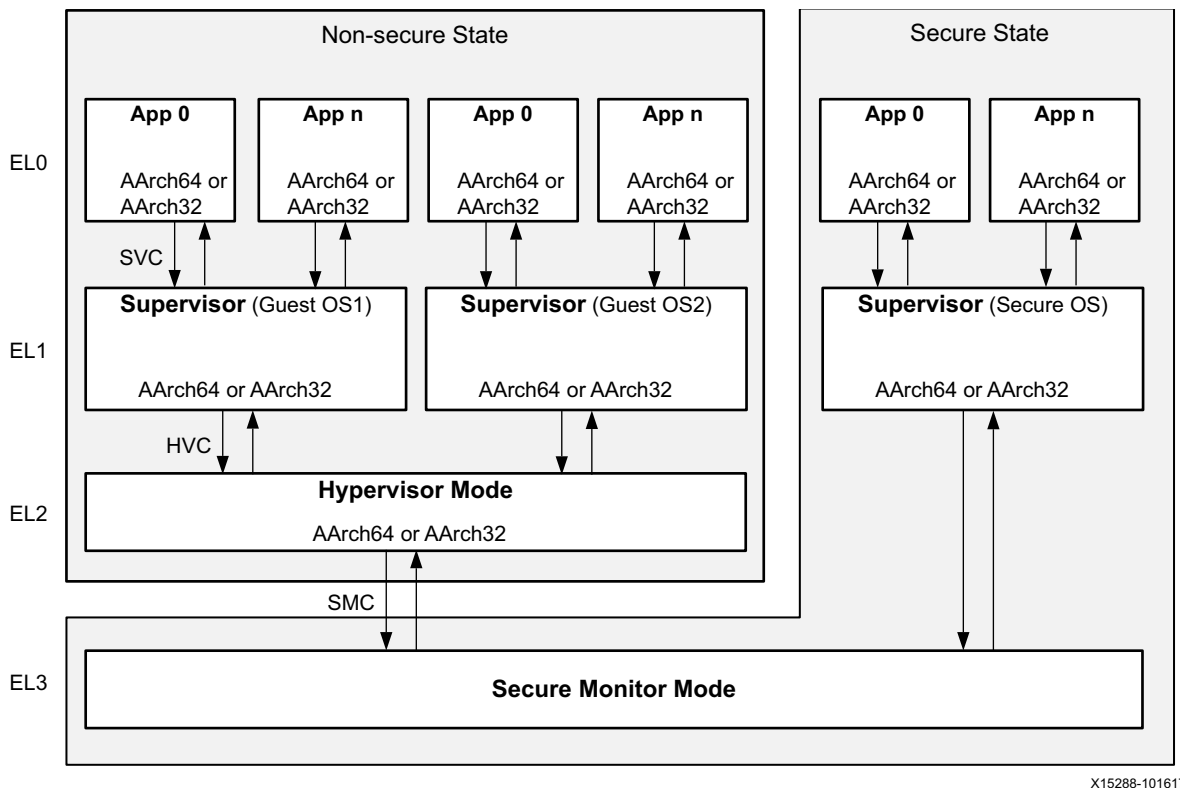 Non-secure State
Secure State
App 0
App n
App 0
App n
App 0
App n
EL0
AArch64 or
AArch32
AArch64 or
AArch32
AArch64 or
AArch32
AArch64 or
AArch32
AArch64 or
AArch32
AArch64 or
AArch32
SVC
Supervisor (Guest OS1)
Supervisor (Guest OS2)
Supervisor (Secure OS)
EL1
AArch64 or AArch32
AArch64 or AArch32
AArch64 or AArch32
HVC
Hypervisor Mode
EL2
AArch64 or AArch32
SMC
EL3
Secure Monitor Mode
X15288-101617